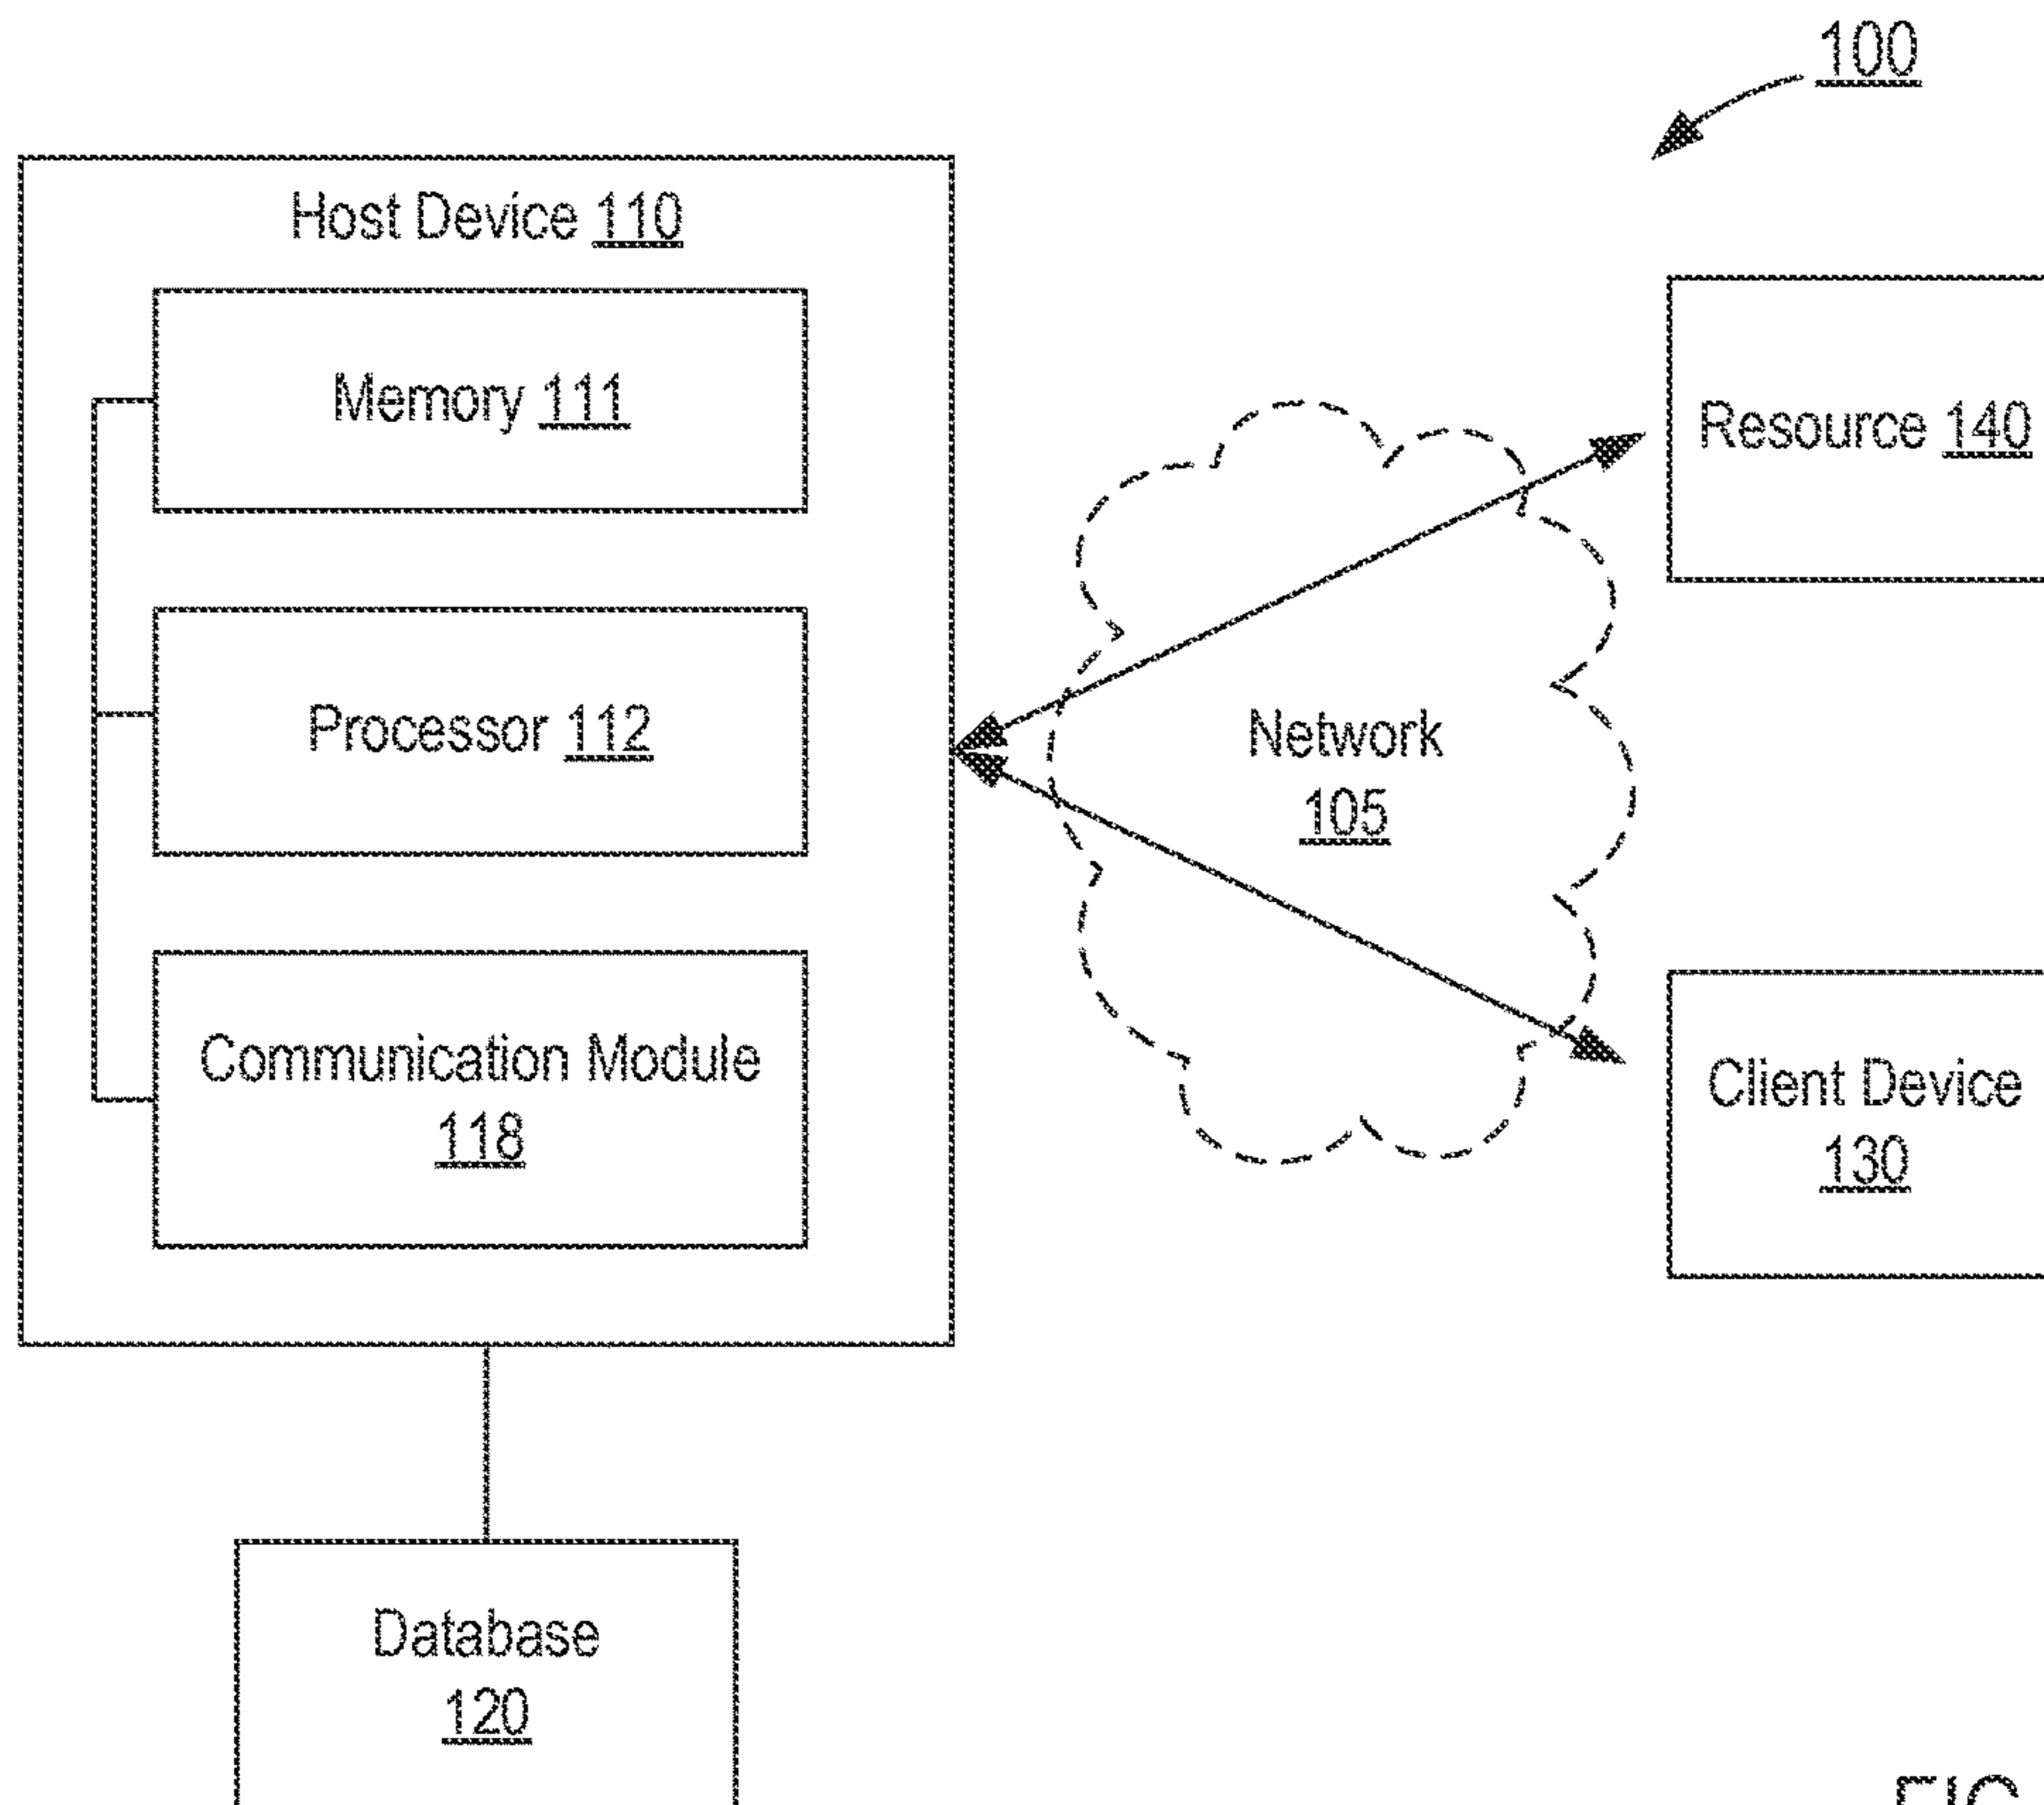 100
Host Device 110
Memory 111
Resource 140
Processor 112
Network
105
Communication Module
118
Client Device
130
Database
120